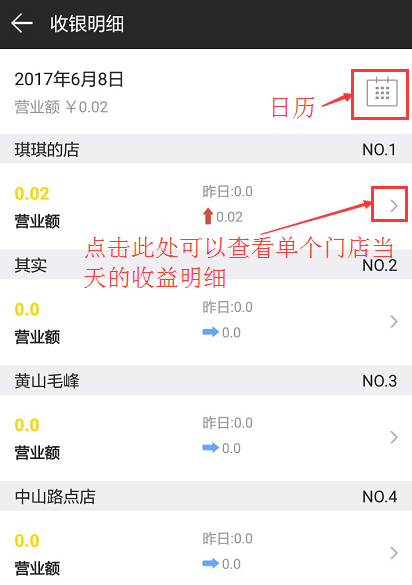 收银明细
2017年6月8日
营业额 ￥0.02
日历
琪琪的店 NO.1
0.02 昨日:0.0
营业额 0.02
点击此处可以查看单个门店当
天的收益明细
其实 NO.2
0.0 昨日:0.0
营业额 0.0
黄山毛峰 NO.3
0.0 昨日:0.0
营业额 0.0
中山路点店 NO.4
0.0 昨日:0.0
营业额 0.0